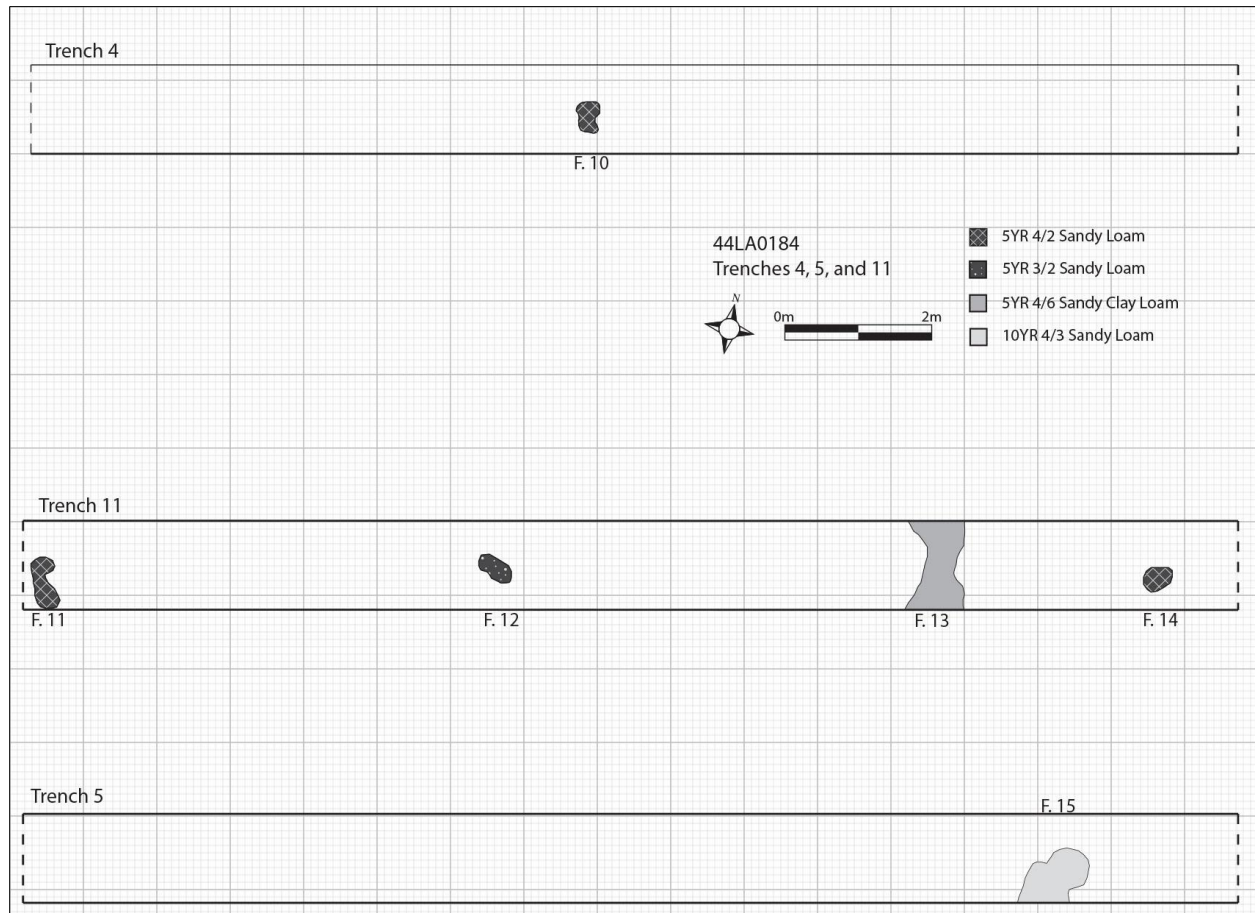 Trench 4
F. 10
44LA0184
Trenches 4, 5, and 11
N
0m 2m
5YR 4/2 Sandy Loam
5YR 3/2 Sandy Loam
5YR 4/6 Sandy Clay Loam
10YR 4/3 Sandy Loam
Trench 11
F. 11
F. 12
F. 13
F. 14
Trench 5
F. 15